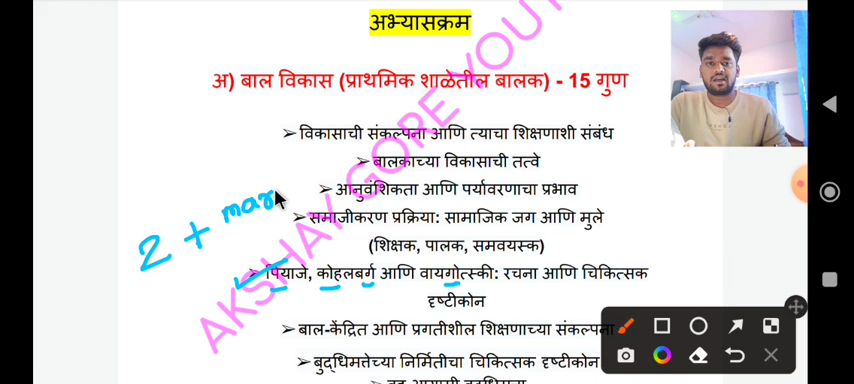 अभ्यासक्रम
अ) बाल विकास (प्राथमिक शाळेतील बालक) - 15 गुण
➢ विकासाची संकल्पना आणि त्याचा शिक्षणाशी संबंध
➢ बालकाच्या विकासाची तत्वे
➢ आनुवंशिकता आणि पर्यावरणाचा प्रभाव
➢ समाजीकरण प्रक्रिया: सामाजिक जग आणि मुले
(शिक्षक, पालक, समवयस्क)
➢ पियाजे, कोहलबर्ग आणि वायगोत्स्की: रचना आणि चिकित्सक
दृष्टीकोन
➢ बाल-केंद्रित आणि प्रगतीशील शिक्षणाच्या संकल्पना
➢ बुद्धिमतेच्या निर्मितीचा चिकित्सक दृष्टीकोन
2 + mar
AKSHAY GORE YOUT